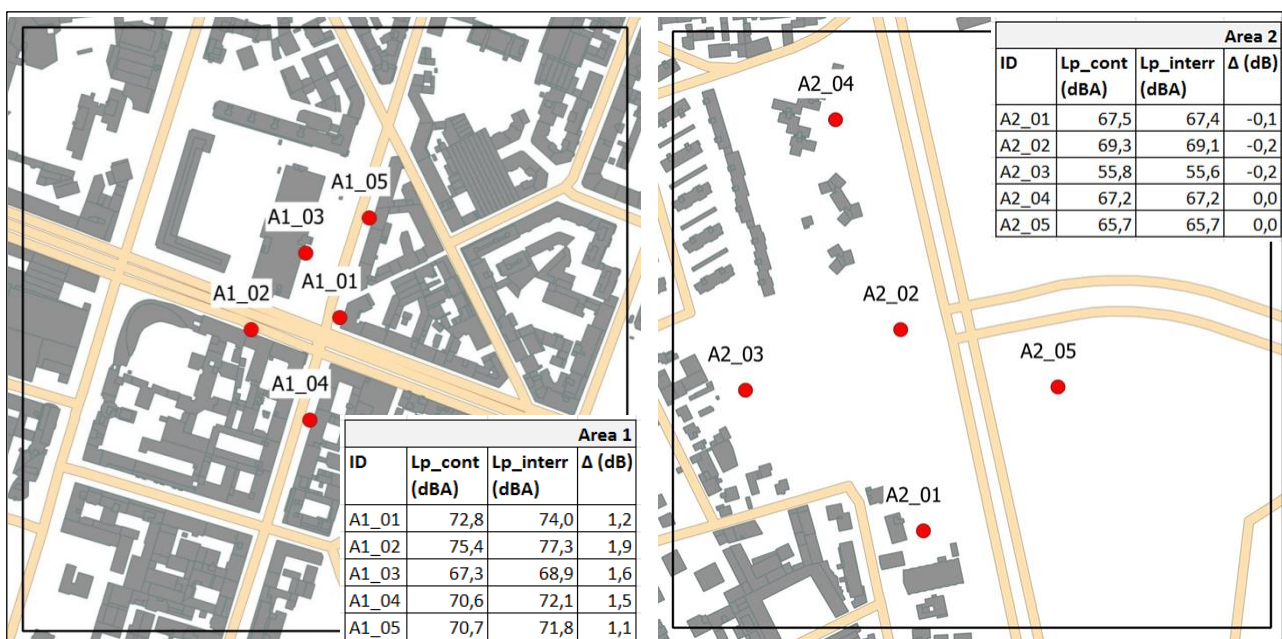 A1_05
A1_03
A1_01
A1_02
A1_04
Area 1
ID Lp_cont (dBA) Lp_interr (dBA) Δ (dB)
A1_01 72,8 74,0 1,2
A1_02 75,4 77,3 1,9
A1_03 67,3 68,9 1,6
A1_04 70,6 72,1 1,5
A1_05 70,7 71,8 1,1
Area 2
ID Lp_cont (dBA) Lp_interr (dBA) Δ (dB)
A2_01 67,5 67,4 -0,1
A2_02 69,3 69,1 -0,2
A2_03 55,8 55,6 -0,2
A2_04 67,2 67,2 0,0
A2_05 65,7 65,7 0,0
A2_04
A2_02
A2_03
A2_05
A2_01